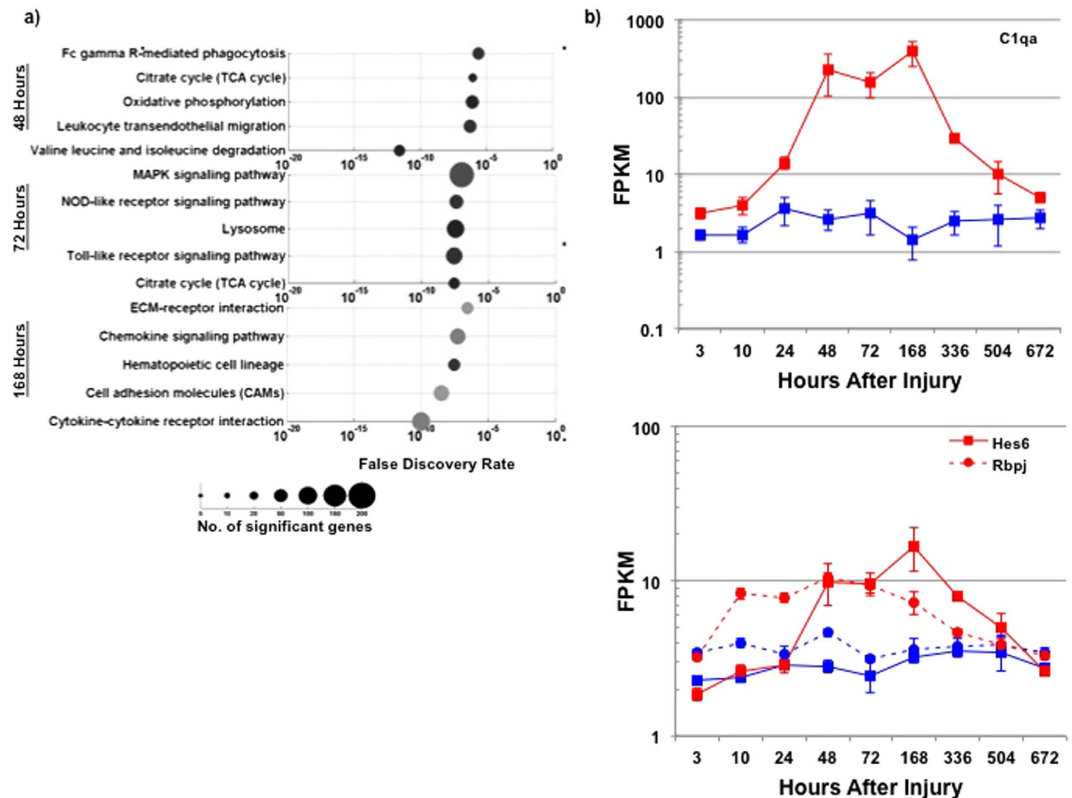 a)
48 Hours
Fc gamma R-mediated phagocytosis
Citrate cycle (TCA cycle)
Oxidative phosphorylation
Leukocyte transendothelial migration
Valine leucine and isoleucine degradation
10^-20 10^-15 10^-10 10^-5 10^0
72 Hours
MAPK signaling pathway
NOD-like receptor signaling pathway
Lysosome
Toll-like receptor signaling pathway
Citrate cycle (TCA cycle)
10^-20 10^-15 10^-10 10^-5 10^0
168 Hours
ECM-receptor interaction
Chemokine signaling pathway
Hematopoietic cell lineage
Cell adhesion molecules (CAMs)
Cytokine-cytokine receptor interaction
10^-20 10^-15 10^-10 10^-5
False Discovery Rate
No. of significant genes
b)
C1qa
FPKM
1000
100
10
1
0.1
3 10 24 48 72 168 336 504 672
Hours After Injury
Hes6
Rbpj
FPKM
100
10
1
3 10 24 48 72 168 336 504 672
Hours After Injury